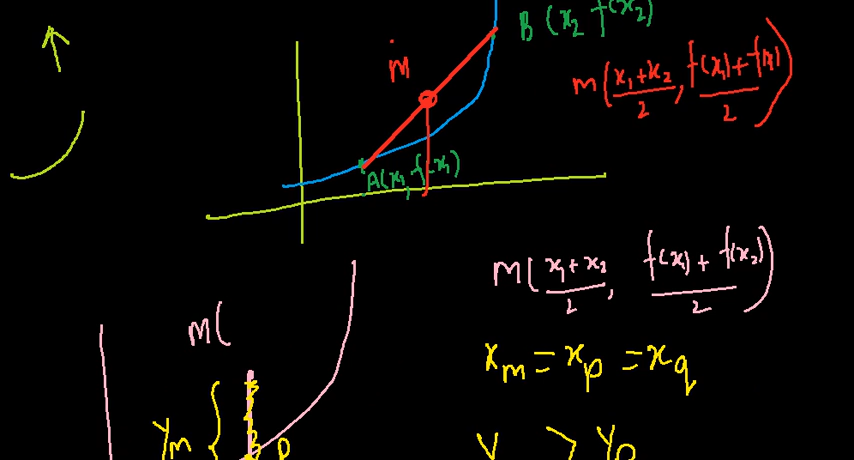 B (x₂ f(x₂)
m
m(x₁+x₂/2, f(x₁)+f(x₂)/2)
A(x₁, f(x₁)
M(x₁+x₂/2, f(x₁)+f(x₂)/2)
M(
xₘ = xₚ = x_q
Yₘ { P
Y > Y